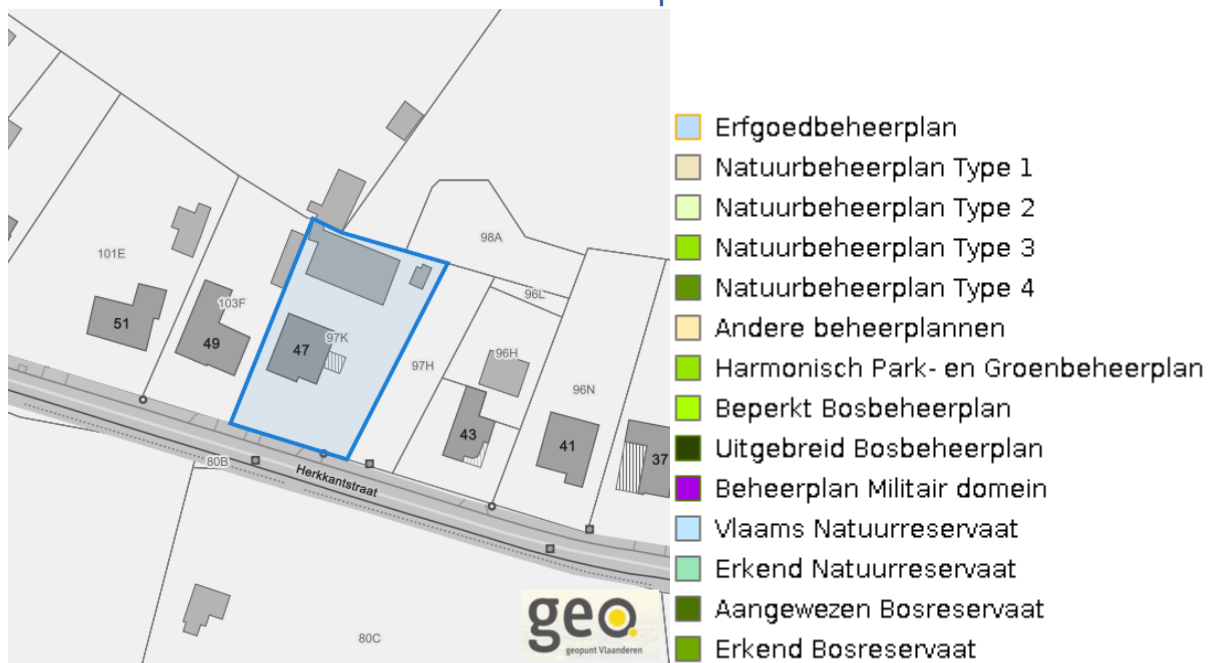 101E
51
103F
49
47
97K
98A
97H
96L
96H
43
96N
41
37
80B
Herkkantstraat
80C
geo.
geopunt Vlaanderen
Erfgoedbeheerplan
Natuurbeheerplan Type 1
Natuurbeheerplan Type 2
Natuurbeheerplan Type 3
Natuurbeheerplan Type 4
Andere beheerplannen
Harmonisch Park- en Groenbeheerplan
Beperkt Bosbeheerplan
Uitgebreid Bosbeheerplan
Beheerplan Militair domein
Vlaams Natuurreservaat
Erkend Natuurreservaat
Aangewezen Bosreservaat
Erkend Bosreservaat